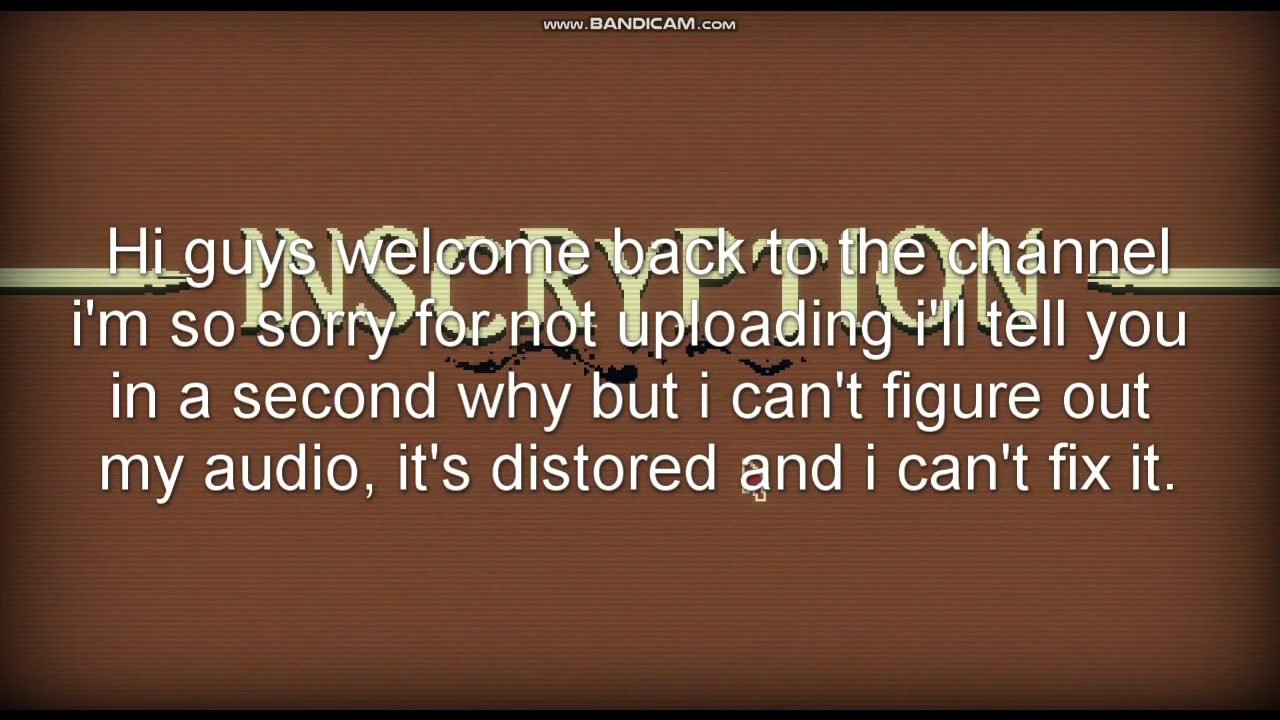 www.BANDICAM.com
INSCRYPTION
Hi guys welcome back to the channel
i'm so sorry for not uploading i'll tell you
in a second why but i can't figure out
my audio, it's distored and i can't fix it.